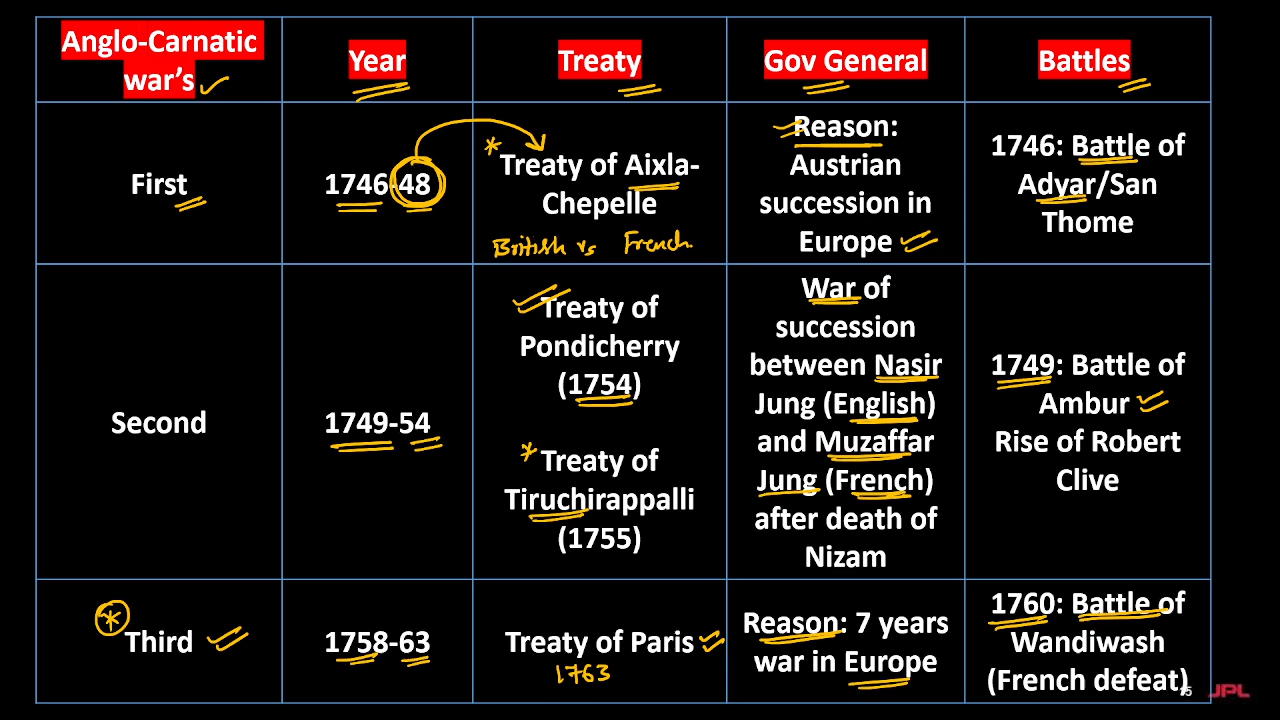 Anglo-Carnatic
war's
Year
Treaty
Gov General
Battles
First
1746-48
Treaty of Aixla-
Chepelle
British vs French
Reason:
Austrian
succession in
Europe
1746: Battle of
Adyar/San
Thome
Second
1749-54
Treaty of
Pondicherry
(1754)
Treaty of
Tiruchirappalli
(1755)
War of
succession
between Nasir
Jung (English)
and Muzaffar
Jung (French)
after death of
Nizam
1749: Battle of
Ambur
Rise of Robert
Clive
Third
1758-63
Treaty of Paris
1763
Reason: 7 years
war in Europe
1760: Battle of
Wandiwash
(French defeat)
JPL